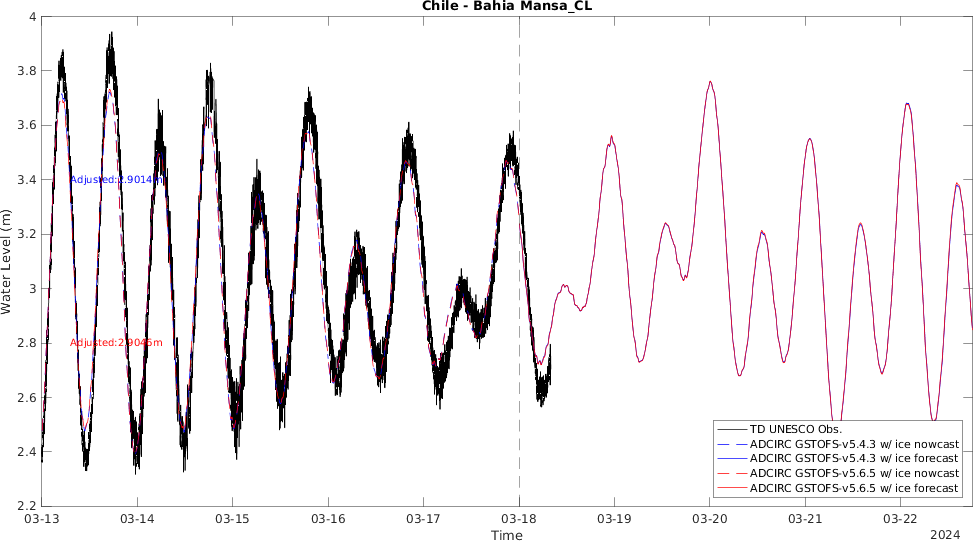 Chile - Bahia Mansa_CL
4
3.8
3.6
3.4
3.2
3
2.8
2.6
2.4
2.2
Water Level (m)
Adjusted:2.9014m
Adjusted:2.9045m
TD UNESCO Obs.
ADCIRC GSTOFS-v5.4.3 w/ ice nowcast
ADCIRC GSTOFS-v5.4.3 w/ ice forecast
ADCIRC GSTOFS-v5.6.5 w/ ice nowcast
ADCIRC GSTOFS-v5.6.5 w/ ice forecast
03-13 03-14 03-15 03-16 03-17 03-18 03-19 03-20 03-21 03-22
Time
2024